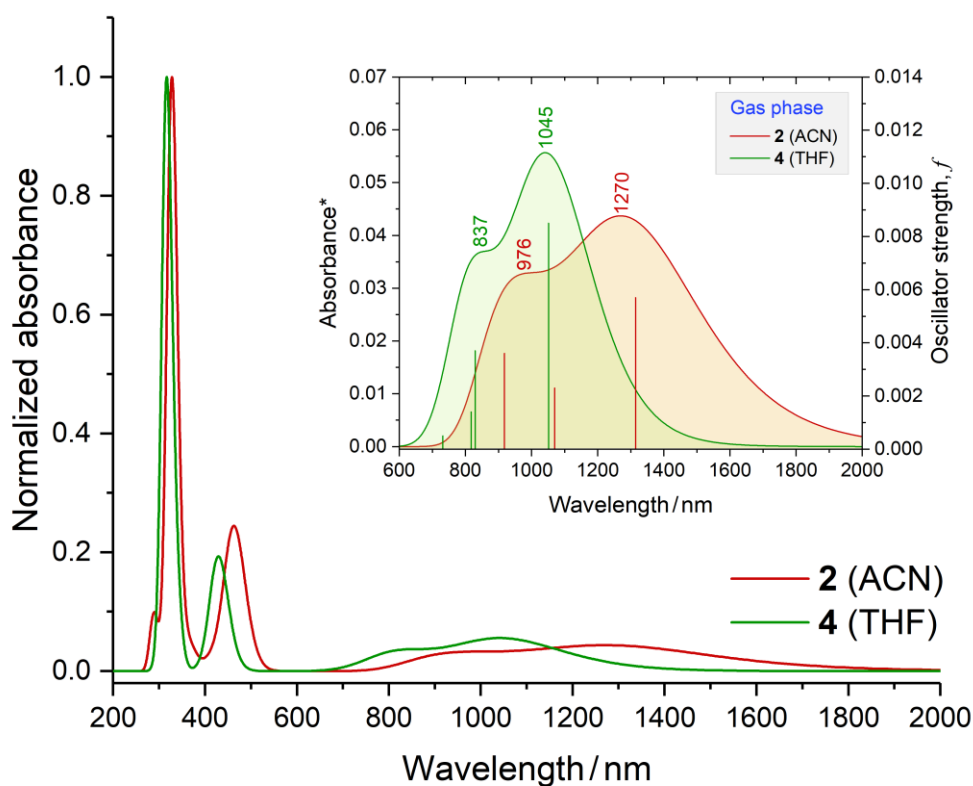 Normalized absorbance
1.0
0.8
0.6
0.4
0.2
0.0
200 400 600 800 1000 1200 1400 1600 1800 2000
Wavelength / nm
2 (ACN)
4 (THF)
Absorbance*
0.07
0.06
0.05
0.04
0.03
0.02
0.01
0.00
600 800 1000 1200 1400 1600 1800 2000
Wavelength / nm
0.014
0.012
0.010
0.008
0.006
0.004
0.002
0.000
Oscillator strength, f
Gas phase
2 (ACN)
4 (THF)
837
976
1045
1270